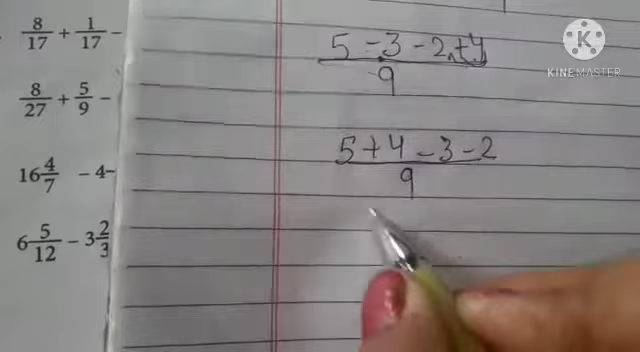 8/17 + 1/17 -
8/27 + 5/9 -
16 4/7 - 4-
6 5/12 - 3 2/3
5 - 3 - 2 + 4
9
5 + 4 - 3 - 2
9
K
KINEMASTER